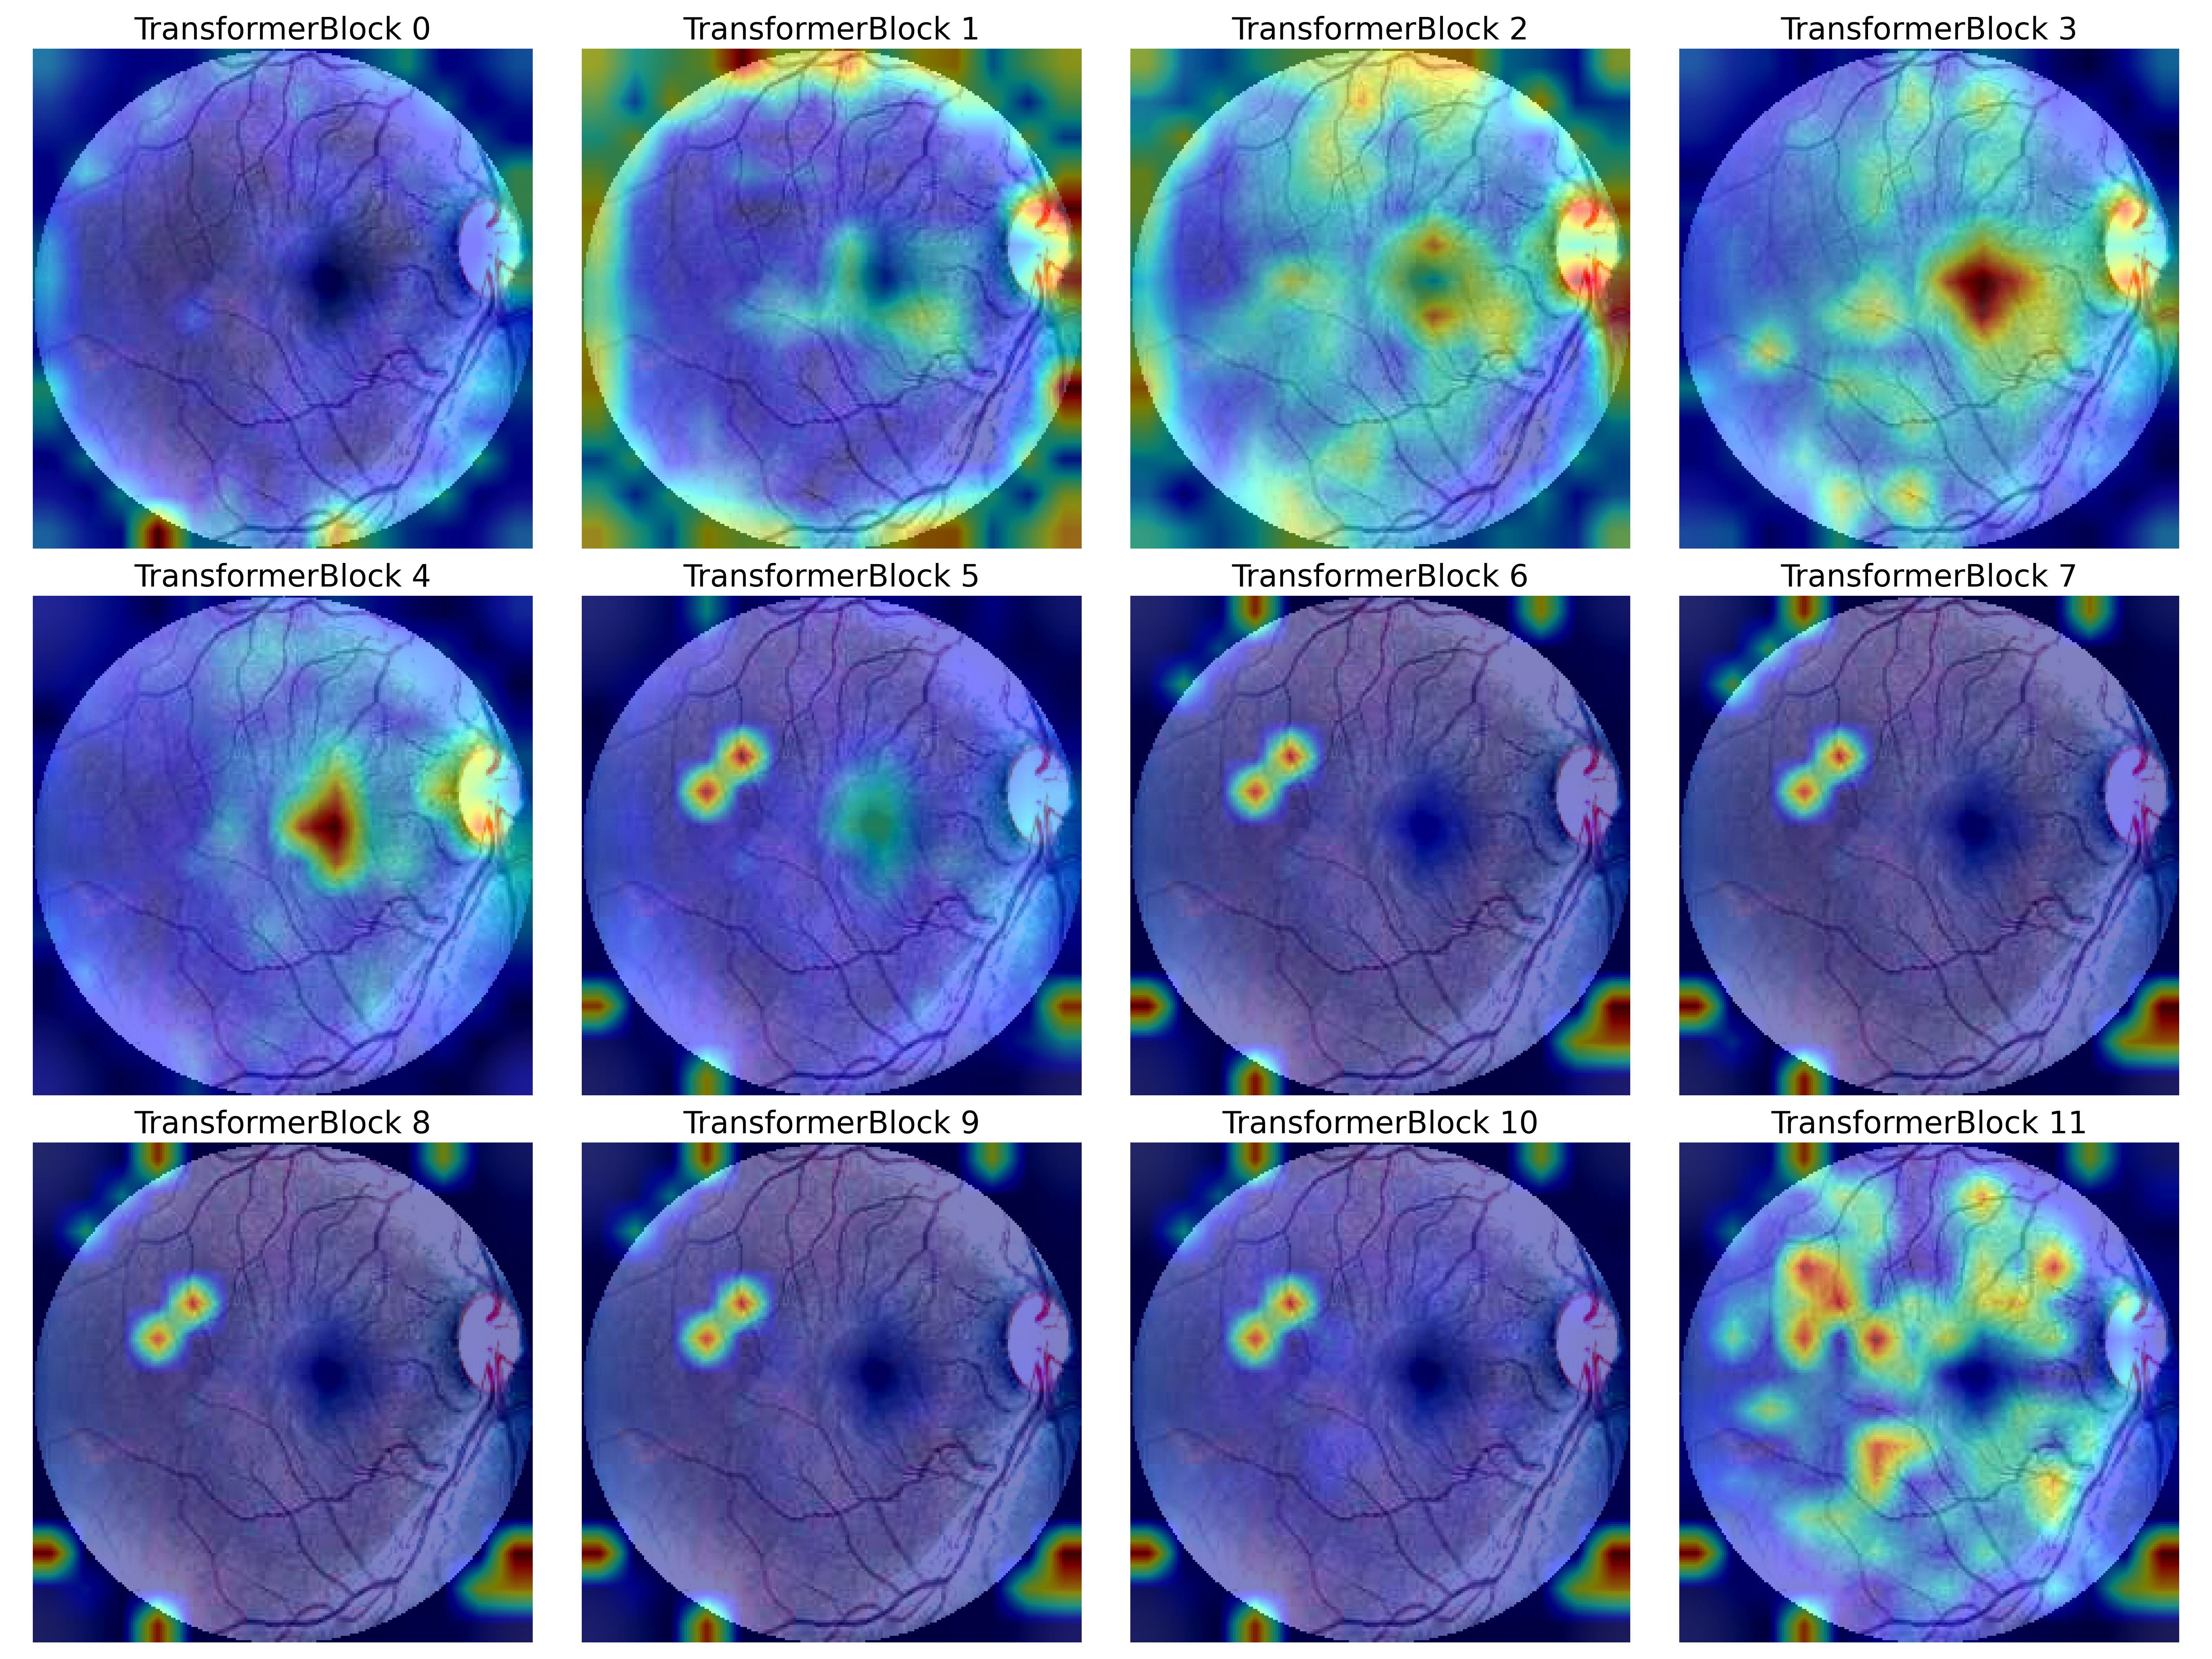 TransformerBlock 0
TransformerBlock 1
TransformerBlock 2
TransformerBlock 3
TransformerBlock 4
TransformerBlock 5
TransformerBlock 6
TransformerBlock 7
TransformerBlock 8
TransformerBlock 9
TransformerBlock 10
TransformerBlock 11